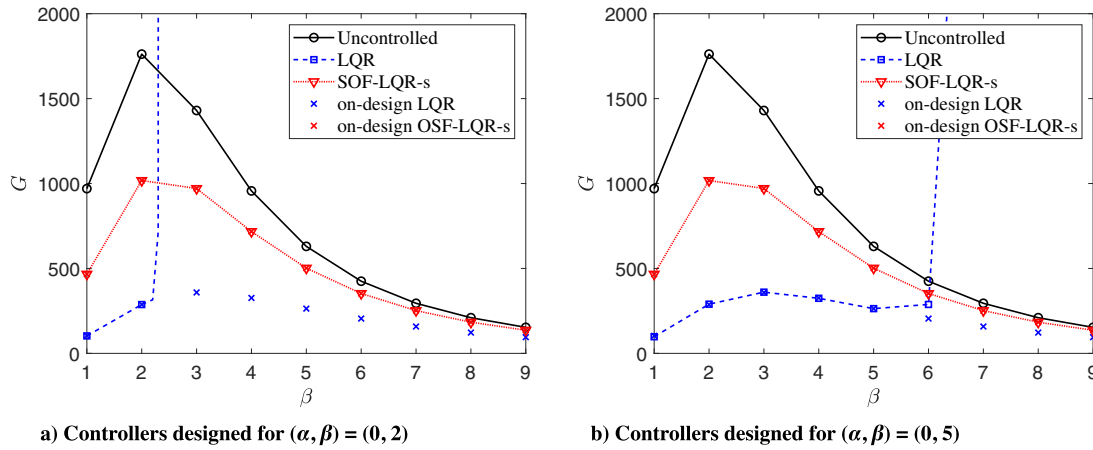 2000
1500
1000
500
0
G
1 2 3 4 5 6 7 8 9
β
Uncontrolled
LQR
SOF-LQR-s
on-design LQR
on-design OSF-LQR-s
a) Controllers designed for (α, β) = (0, 2)
2000
1500
1000
500
0
G
1 2 3 4 5 6 7 8 9
β
Uncontrolled
LQR
SOF-LQR-s
on-design LQR
on-design OSF-LQR-s
b) Controllers designed for (α, β) = (0, 5)